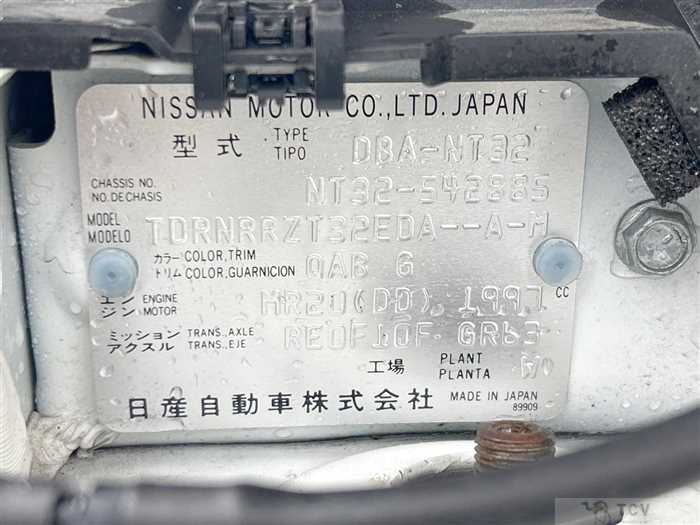 NISSAN MOTOR CO.,LTD. JAPAN
型式 TYPE TIPO DBA-NT32
CHASSIS NO. NO.DECHASIS NT32-542885
MODEL MODELO TDRNRRZT32EDA--A-M
カラー COLOR,TRIM トリム COLOR,GUARNICION QAB G
エンジン ENGINE MOTOR MR20(DD). 1997 CC
ミッション TRANS.,AXLE アクスル TRANS.,EJE RE0F10F GR63
工場 PLANT PLANTA
日産自動車株式会社 MADE IN JAPAN
89909
TCV